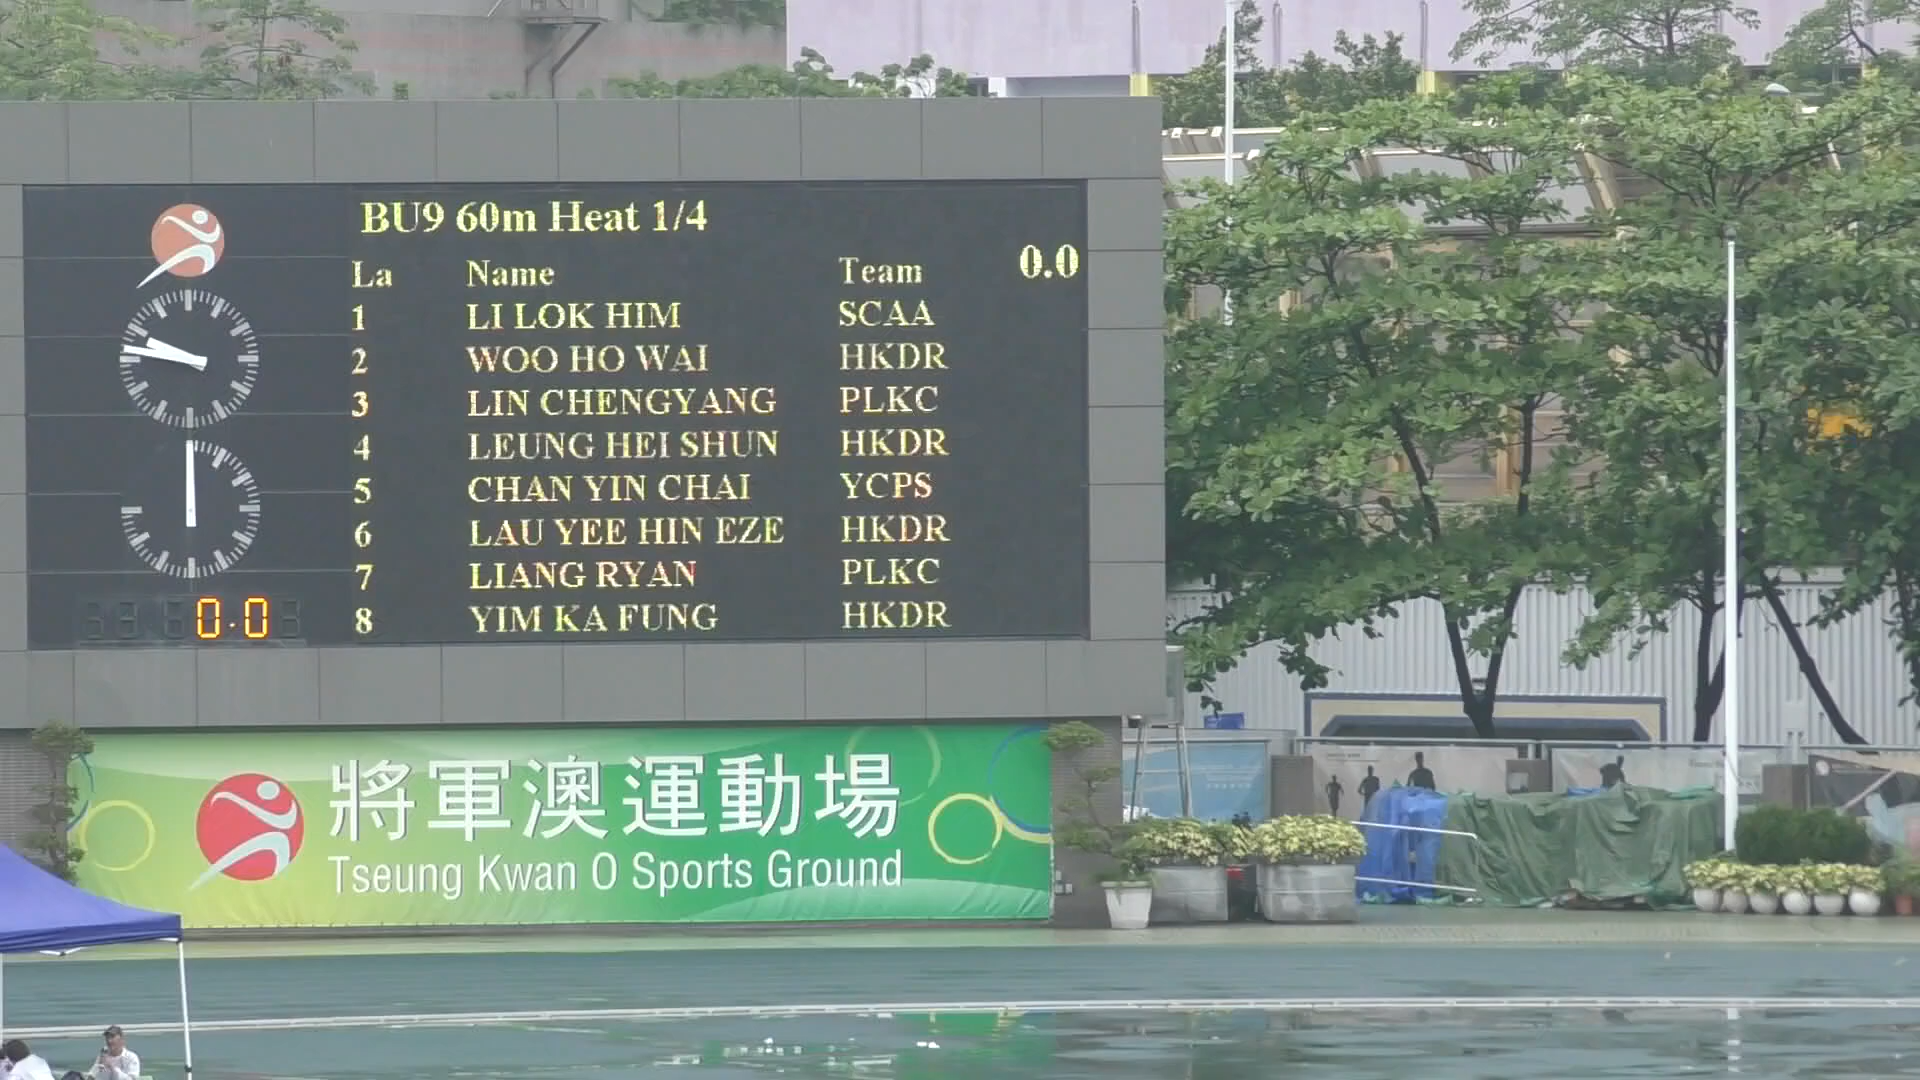 BU9 60m Heat 1/4
0.0
La Name Team
1 LI LOK HIM SCAA
2 WOO HO WAI HKDR
3 LIN CHENGYANG PLKC
4 LEUNG HEI SHUN HKDR
5 CHAN YIN CHAI YCPS
6 LAU YEE HIN EZE HKDR
7 LIANG RYAN PLKC
8 YIM KA FUNG HKDR
0.0
將軍澳運動場
Tseung Kwan O Sports Ground